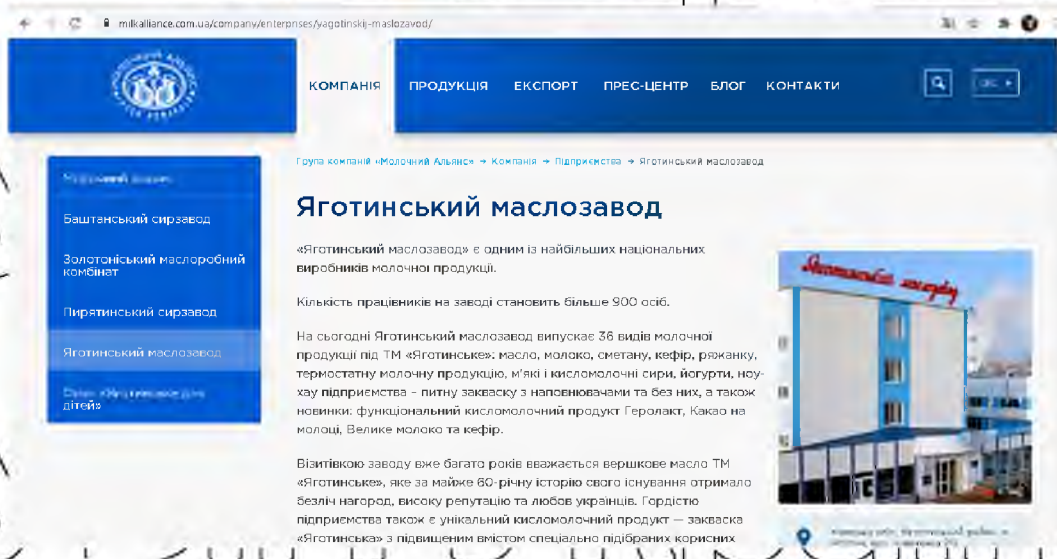 milkalliance.com.ua/company/enterprises/yagotinskij-maslozavod/
КОМПАНІЯ ПРОДУКЦІЯ ЕКСПОРТ ПРЕС-ЦЕНТР БЛОГ КОНТАКТИ
Група компаній «Молочний Альянс» → Компанія → Підприємства → Яготинський маслозавод
Баштанський сирзавод
Золотоніський маслоробний
комбінат
Пирятинський сирзавод
Яготинський маслозавод
дітей»
Яготинський маслозавод
«Яготинський маслозавод» є одним із найбільших національних
виробників молочної продукції.
Кількість працівників на заводі становить більше 900 осіб.
На сьогодні Яготинський маслозавод випускає 36 видів молочної
продукції під ТМ «Яготинське»: масло, молоко, сметану, кефір, ряжанку,
термостатну молочну продукцію, м'які і кисломолочні сири, йогурти, ноу-
хау підприємства – питну закваску з наповнювачами та без них, а також
новинки: функціональний кисломолочний продукт Геролакт, Какао на
молоці, Велике молоко та кефір.
Візитівкою заводу вже багато років вважається вершкове масло ТМ
«Яготинське», яке за майже 60-річну історію свого існування отримало
безліч нагород, високу репутацію та любов українців. Гордістю
підприємства також є унікальний кисломолочний продукт — закваска
«Яготинська» з підвищеним вмістом спеціально підібраних корисних